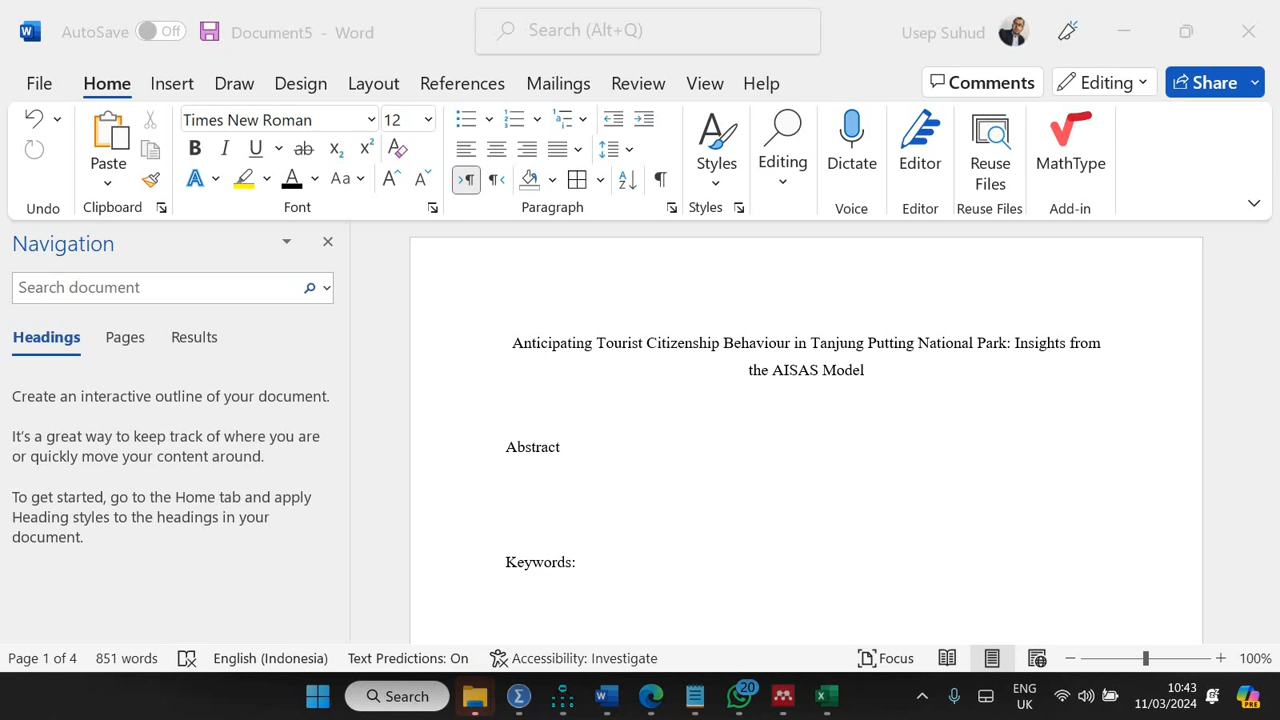 AutoSave Off Document5 - Word Search (Alt+Q) Usep Suhud
File Home Insert Draw Design Layout References Mailings Review View Help Comments Editing Share
Times New Roman 12
Paste Styles Editing Dictate Editor Reuse Files MathType
Undo Clipboard Font Paragraph Styles Voice Editor Reuse Files Add-in
Navigation
Search document
Headings Pages Results
Create an interactive outline of your document.
It's a great way to keep track of where you are
or quickly move your content around.
To get started, go to the Home tab and apply
Heading styles to the headings in your
document.
Anticipating Tourist Citizenship Behaviour in Tanjung Putting National Park: Insights from
the AISAS Model
Abstract
Keywords:
Page 1 of 4 851 words English (Indonesia) Text Predictions: On Accessibility: Investigate Focus 100%
Search 20 ENG 10:43
UK 11/03/2024 PRE